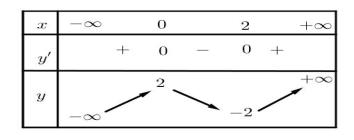 x −∞ 0 2 +∞
y′ + 0 − 0 +
y −∞ 2 −2 +∞